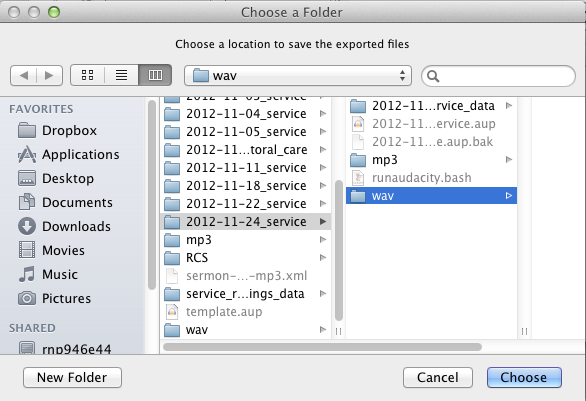 Choose a Folder
Choose a location to save the exported files
wav
FAVORITES
Dropbox
Applications
Desktop
Documents
Downloads
Movies
Music
Pictures
SHARED
rnp946e44
2012-11-03_service
2012-11-04_service
2012-11-05_service
2012-11...toral_care
2012-11-11_service
2012-11-18_service
2012-11-22_service
2012-11-24_service
mp3
RCS
sermon-...-mp3.xml
service_r...ings_data
template.aup
wav
2012-11...rvice_data
2012-11...ervice.aup
2012-11...e.aup.bak
mp3
runaudacity.bash
wav
New Folder
Cancel
Choose